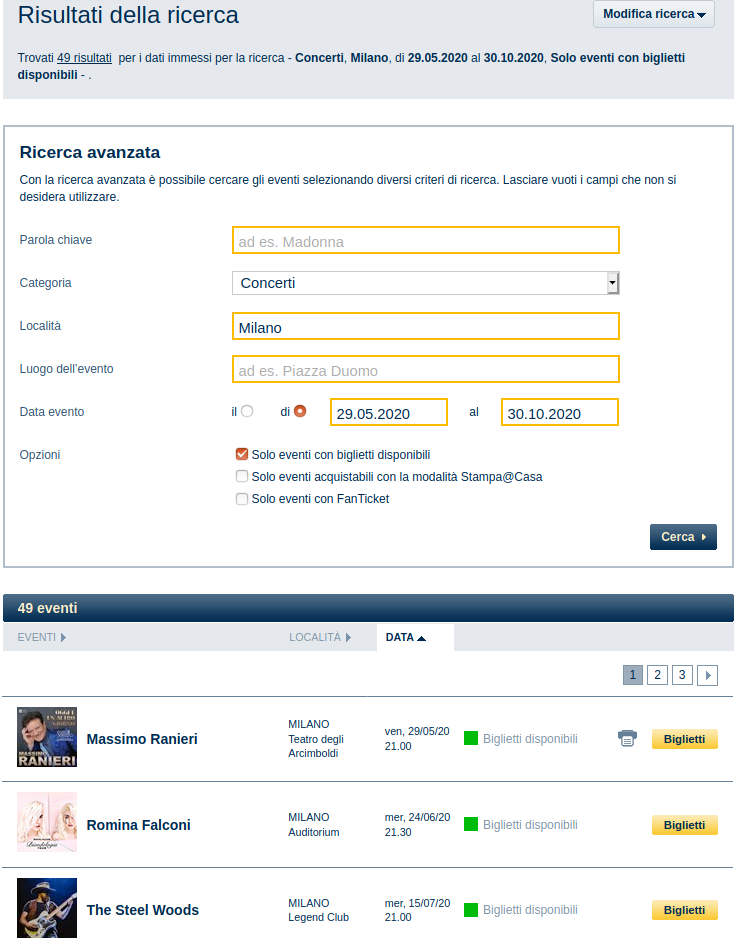 Risultati della ricerca
Modifica ricerca
Trovati 49 risultati per i dati immessi per la ricerca - Concerti, Milano, di 29.05.2020 al 30.10.2020, Solo eventi con biglietti
disponibili - .
Ricerca avanzata
Con la ricerca avanzata è possibile cercare gli eventi selezionando diversi criteri di ricerca. Lasciare vuoti i campi che non si
desidera utilizzare.
Parola chiave
ad es. Madonna
Categoria
Concerti
Località
Milano
Luogo dell'evento
ad es. Piazza Duomo
Data evento
il
di
29.05.2020
al
30.10.2020
Opzioni
Solo eventi con biglietti disponibili
Solo eventi acquistabili con la modalità Stampa@Casa
Solo eventi con FanTicket
Cerca
49 eventi
EVENTI
LOCALITÀ
DATA
1 2 3
OGGI È
UN ALTRO
MASSIMO
RANIERI
Massimo Ranieri
MILANO
Teatro degli
Arcimboldi
ven, 29/05/20
21.00
Biglietti disponibili
Biglietti
Biondologia
Romina Falconi
MILANO
Auditorium
mer, 24/06/20
21.30
Biglietti disponibili
Biglietti
The Steel Woods
MILANO
Legend Club
mer, 15/07/20
21.00
Biglietti disponibili
Biglietti